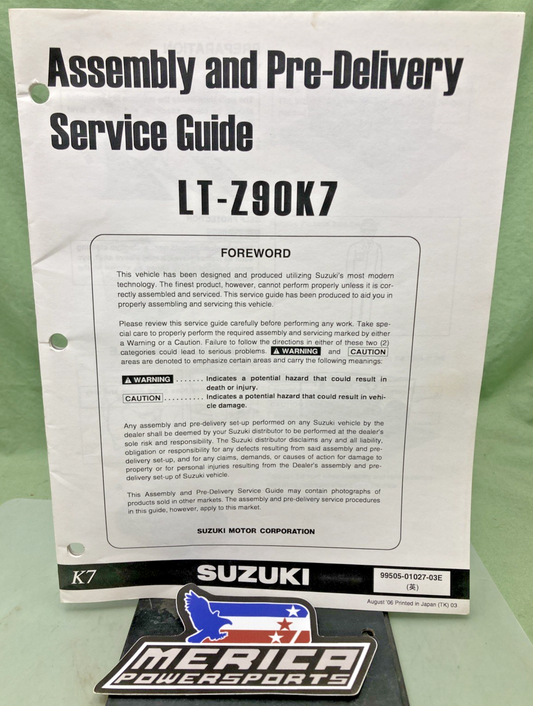 Assembly and Pre-Delivery
Service Guide
LT-Z90K7
FOREWORD
This vehicle has been designed and produced utilizing Suzuki's most modern
technology. The finest product, however, cannot perform properly unless it is cor-
rectly assembled and serviced. This service guide has been produced to aid you in
properly assembling and servicing this vehicle.
Please review this service guide carefully before performing any work. Take spe-
cial care to properly perform the required assembly and servicing marked by either
a Warning or a Caution. Failure to follow the directions in either of these two (2)
categories could lead to serious problems. WARNING and CAUTION
areas are denoted to emphasize certain areas and carry the following meanings:
WARNING ....... Indicates a potential hazard that could result in
death or injury.
CAUTION .......... Indicates a potential hazard that could result in vehi-
cle damage.
Any assembly and pre-delivery set-up performed on any Suzuki vehicle by the
dealer shall be deemed by your Suzuki distributor to be performed at the dealer's
sole risk and responsibility. The Suzuki distributor disclaims any and all liability,
obligation or responsibility for any defects resulting from said assembly and pre-
delivery set-up, and for any claims, demands, or causes of action for damage to
property or for personal injuries resulting from the Dealer's assembly and pre-
delivery set-up of Suzuki vehicle.
This Assembly and Pre-Delivery Service Guide may contain photographs of
products sold in other markets. The assembly and pre-delivery service procedures
in this guide, however, apply to this market.
SUZUKI MOTOR CORPORATION
K7
SUZUKI
99505-01027-03E
(英)
August '06 Printed in Japan (TK) 03
MERICA
POWERSPORTS